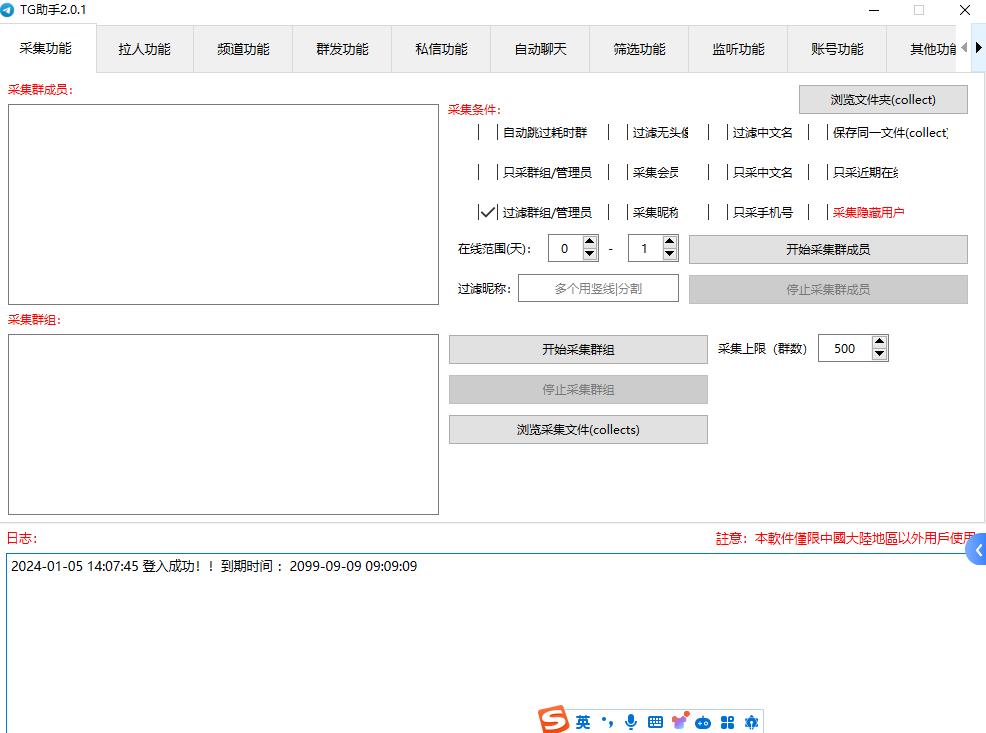 TG助手2.0.1
采集功能 拉人功能 频道功能 群发功能 私信功能 自动聊天 筛选功能 监听功能 账号功能 其他功能
采集群成员:
浏览文件夹(collect)
采集条件:
自动跳过耗时群 过滤无头像 过滤中文名 保存同一文件(collect)
只采群组/管理员 采集会员 只采中文名 只采近期在线
过滤群组/管理员 采集昵称 只采手机号 采集隐藏用户
在线范围(天): 0 - 1 开始采集群成员
过滤昵称: 多个用竖线|分割 停止采集群成员
采集群组:
开始采集群组 采集上限（群数） 500
停止采集群组
浏览采集文件(collects)
日志:
註意：本軟件僅限中國大陸地區以外用戶使用
2024-01-05 14:07:45 登入成功！！到期时间 ：2099-09-09 09:09:09
S 英